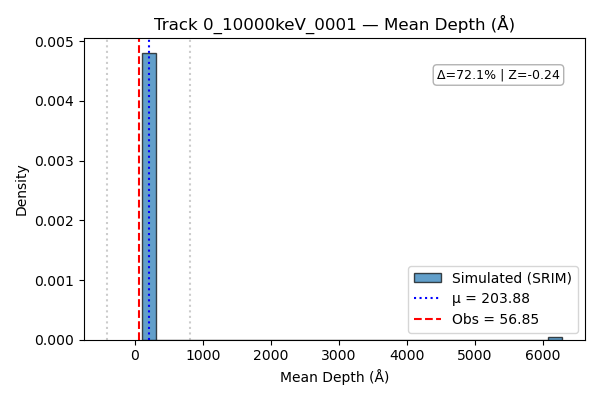 Track 0_10000keV_0001 — Mean Depth (Å)
Δ=72.1% | Z=-0.24
Density
0.005
0.004
0.003
0.002
0.001
0.000
Simulated (SRIM)
μ = 203.88
Obs = 56.85
0 1000 2000 3000 4000 5000 6000
Mean Depth (Å)